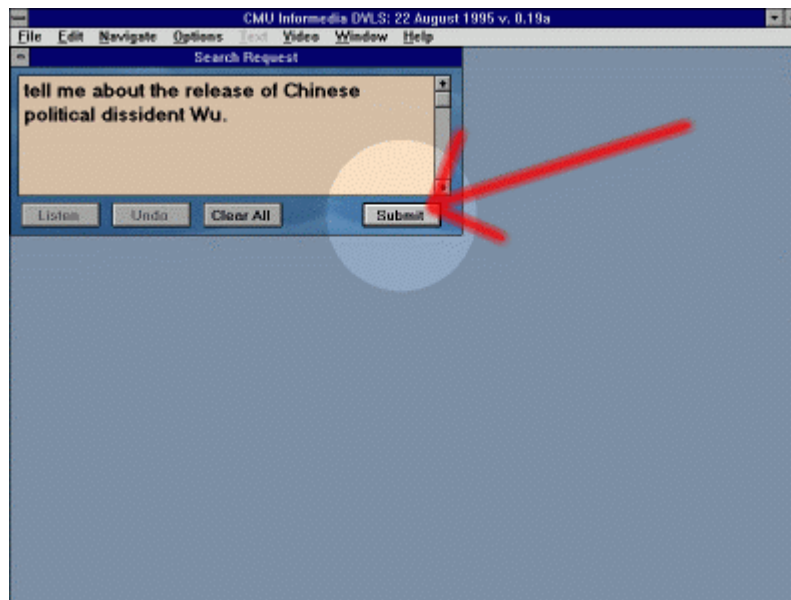 CMU Informedia DVLS: 22 August 1995 v. 0.19a
File Edit Navigate Options Text Video Window Help
Search Request
tell me about the release of Chinese
political dissident Wu.
Listen Undo Clear All Submit